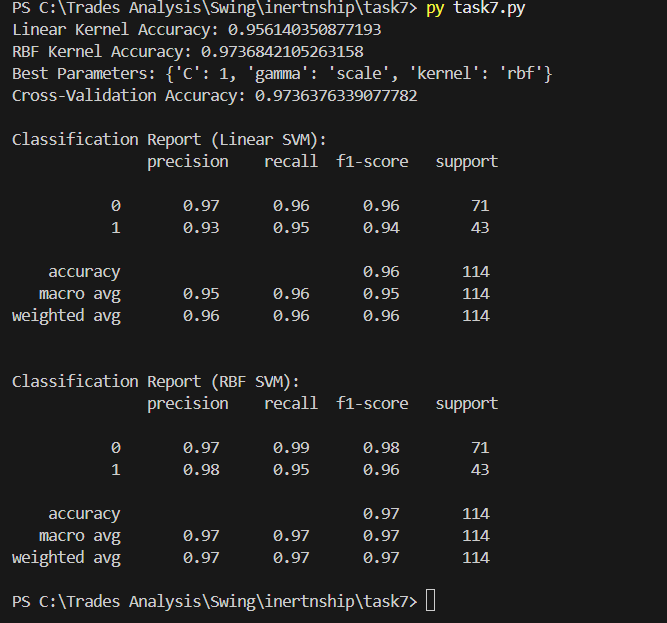 PS C:\Trades Analysis\Swing\inertnship\task7> py task7.py
Linear Kernel Accuracy: 0.956140350877193
RBF Kernel Accuracy: 0.9736842105263158
Best Parameters: {'C': 1, 'gamma': 'scale', 'kernel': 'rbf'}
Cross-Validation Accuracy: 0.9736376339077782
Classification Report (Linear SVM):
precision recall f1-score support
0 0.97 0.96 0.96 71
1 0.93 0.95 0.94 43
accuracy 0.96 114
macro avg 0.95 0.96 0.95 114
weighted avg 0.96 0.96 0.96 114
Classification Report (RBF SVM):
precision recall f1-score support
0 0.97 0.99 0.98 71
1 0.98 0.95 0.96 43
accuracy 0.97 114
macro avg 0.97 0.97 0.97 114
weighted avg 0.97 0.97 0.97 114
PS C:\Trades Analysis\Swing\inertnship\task7>